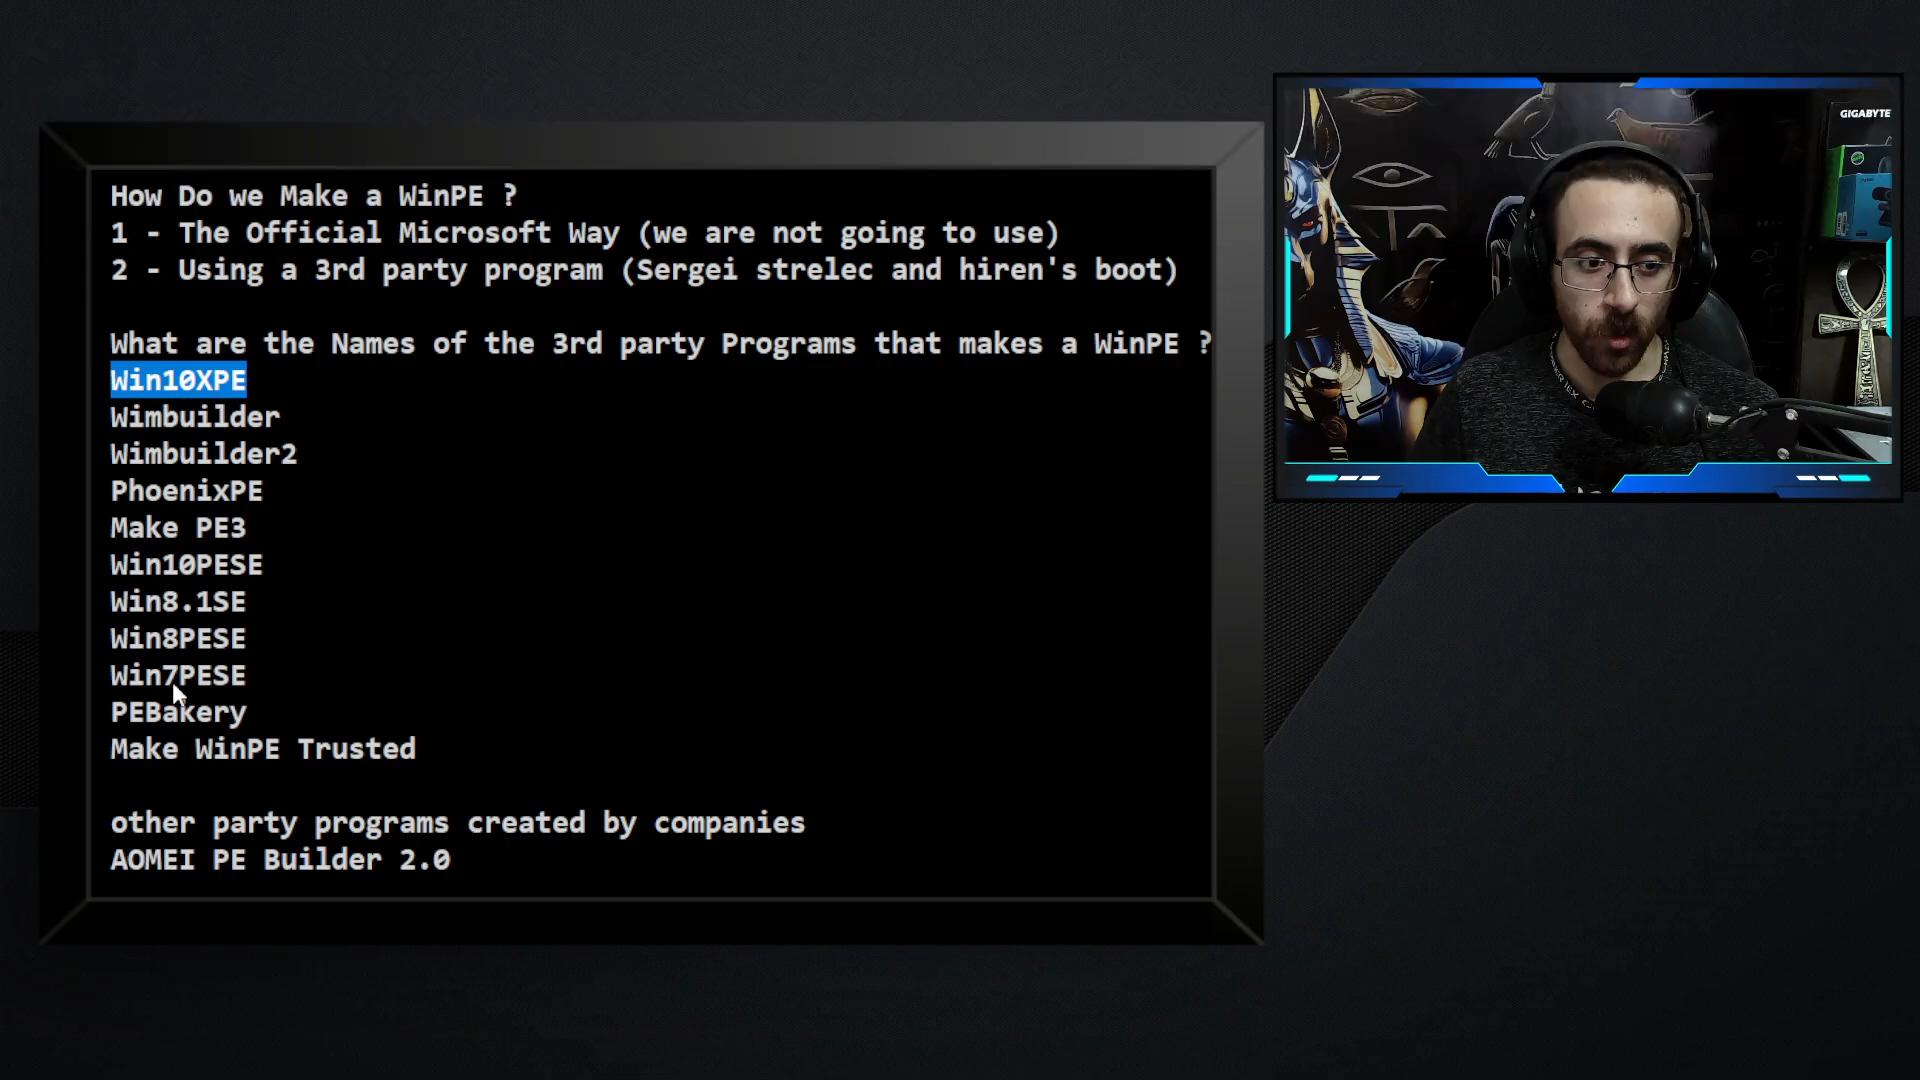 How Do we Make a WinPE ?
1 - The Official Microsoft Way (we are not going to use)
2 - Using a 3rd party program (Sergei strelec and hiren's boot)
What are the Names of the 3rd party Programs that makes a WinPE ?
Win10XPE
Wimbuilder
Wimbuilder2
PhoenixPE
Make PE3
Win10PESE
Win8.1SE
Win8PESE
Win7PESE
PEBakery
Make WinPE Trusted
other party programs created by companies
AOMEI PE Builder 2.0
GIGABYTE